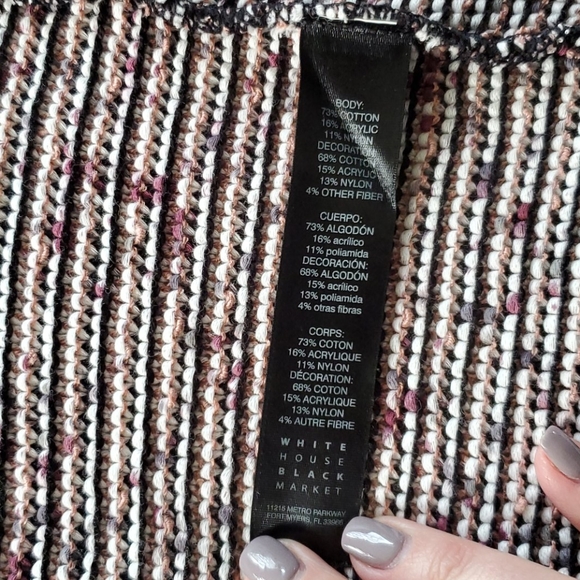 BODY:
73% COTTON
16% ACRYLIC
11% NYLON
DECORATION:
68% COTTON
15% ACRYLIC
13% NYLON
4% OTHER FIBER
CUERPO:
73% ALGODÓN
16% acrílico
11% poliamida
DECORACIÓN:
68% ALGODÓN
15% acrílico
13% poliamida
4% otras fibras
CORPS:
73% COTON
16% ACRYLIQUE
11% NYLON
DÉCORATION:
68% COTON
15% ACRYLIQUE
13% NYLON
4% AUTRE FIBRE
WHITE
HOUSE
BLACK
MARKET
11215 METRO PARKWAY
FORT MYERS, FL 33966